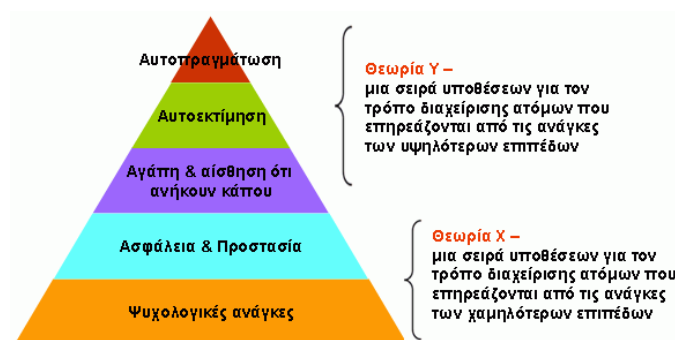 Αυτοπραγμάτωση
Αυτοεκτίμηση
Αγάπη & αίσθηση ότι
ανήκουν κάπου
Ασφάλεια & Προστασία
Ψυχολογικές ανάγκες
Θεωρία Υ –
μια σειρά υποθέσεων για τον
τρόπο διαχείρισης ατόμων που
επηρεάζονται από τις ανάγκες
των υψηλότερων επιπέδων
Θεωρία Χ –
μια σειρά υποθέσεων για τον
τρόπο διαχείρισης ατόμων που
επηρεάζονται από τις ανάγκες
των χαμηλότερων επιπέδων